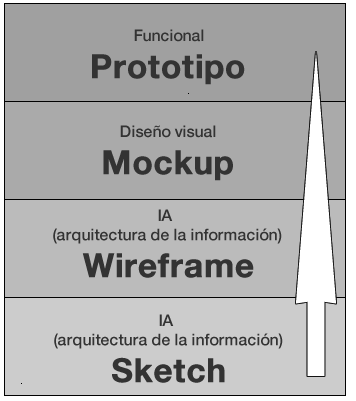 Funcional
Prototipo
Diseño visual
Mockup
IA
(arquitectura de la información)
Wireframe
IA
(arquitectura de la información)
Sketch